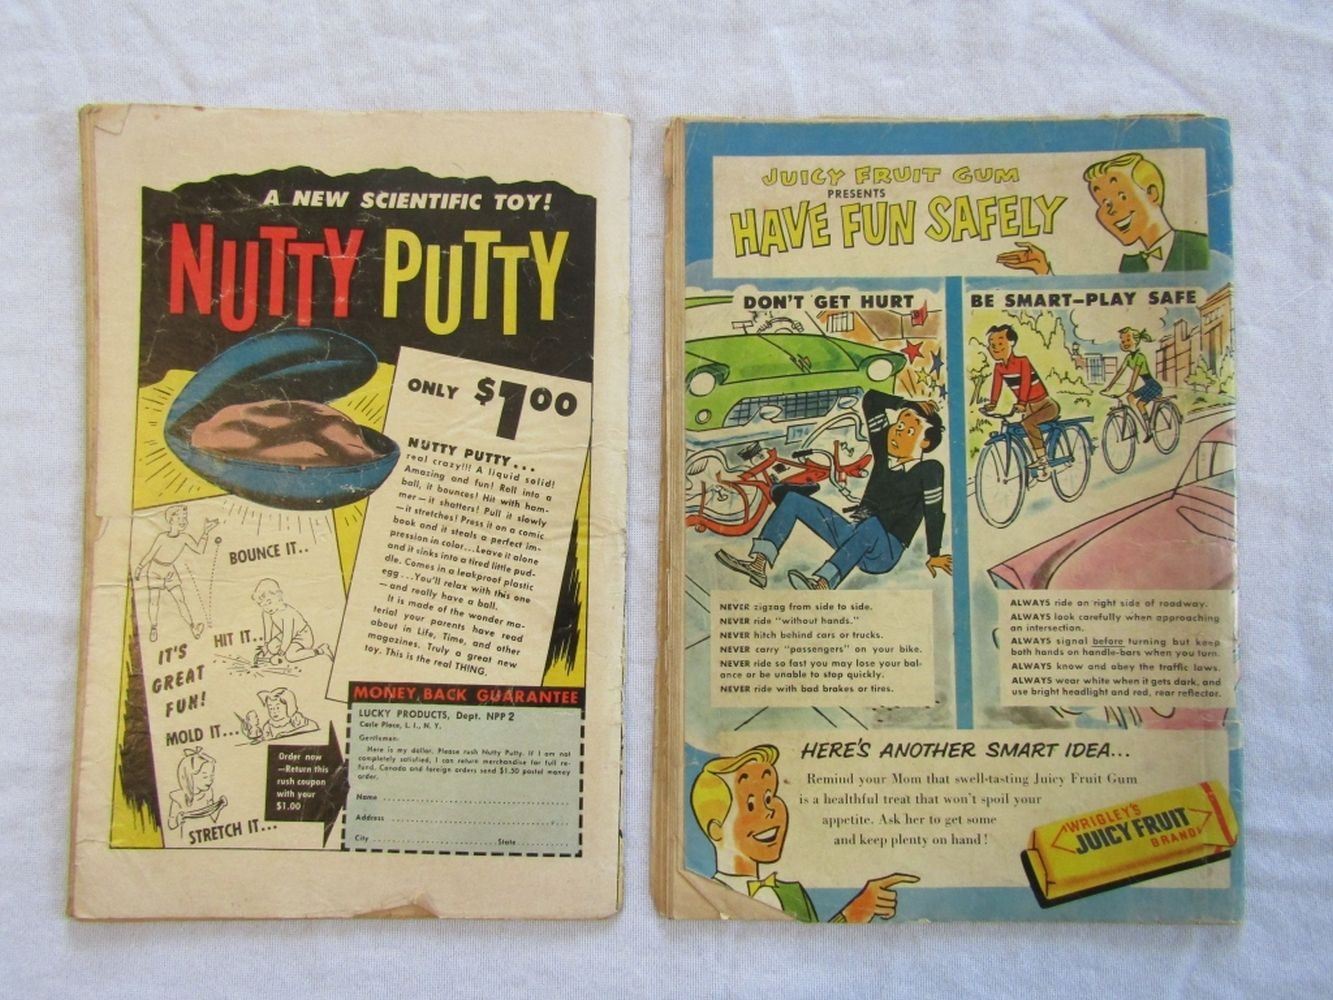 A NEW SCIENTIFIC TOY!
NUTTY PUTTY
ONLY $1.00
NUTTY PUTTY...
real crazy!!! A liquid solid!
Amazing and fun! Roll into a
ball, it bounces! Hit with ham-
mer — it shatters! Pull it slowly
— it stretches! Press it on a comic
book and it steals a perfect im-
pression in color... Leave it alone
and it sinks into a tired little pud-
dle. Comes in a leakproof plastic
egg... You'll relax with this one
— and really have a ball.
It is made of the wonder ma-
terial your parents have read
about in Life, Time, and other
magazines. Truly a great new
toy. This is the real THING.
BOUNCE IT..
HIT IT..
IT'S
GREAT
FUN!
MOLD IT...
STRETCH IT...
Order now
—Return this
rush coupon
with your
$1.00
MONEY, BACK GUARANTEE
LUCKY PRODUCTS, Dept. NPP 2
Carle Place, L. I., N. Y.
Gentlemen:
Here is my dollar. Please rush Nutty Putty. If I am not
completely satisfied, I can return merchandise for full re-
fund. Canada and foreign orders send $1.50 postal money
order.
Name
Address
City State
JUICY FRUIT GUM
PRESENTS
HAVE FUN SAFELY
DON'T GET HURT
NEVER zigzag from side to side.
NEVER ride "without hands."
NEVER hitch behind cars or trucks.
NEVER carry "passengers" on your bike.
NEVER ride so fast you may lose your bal-
ance or be unable to stop quickly.
NEVER ride with bad brakes or tires.
BE SMART—PLAY SAFE
ALWAYS ride on right side of roadway.
ALWAYS look carefully when approaching
an intersection.
ALWAYS signal before turning but keep
both hands on handle-bars when you turn.
ALWAYS know and obey the traffic laws.
ALWAYS wear white when it gets dark, and
use bright headlight and red, rear reflector.
HERE'S ANOTHER SMART IDEA...
Remind your Mom that swell-tasting Juicy Fruit Gum
is a healthful treat that won't spoil your
appetite. Ask her to get some
and keep plenty on hand!
WRIGLEY'S
JUICY FRUIT
BRAND